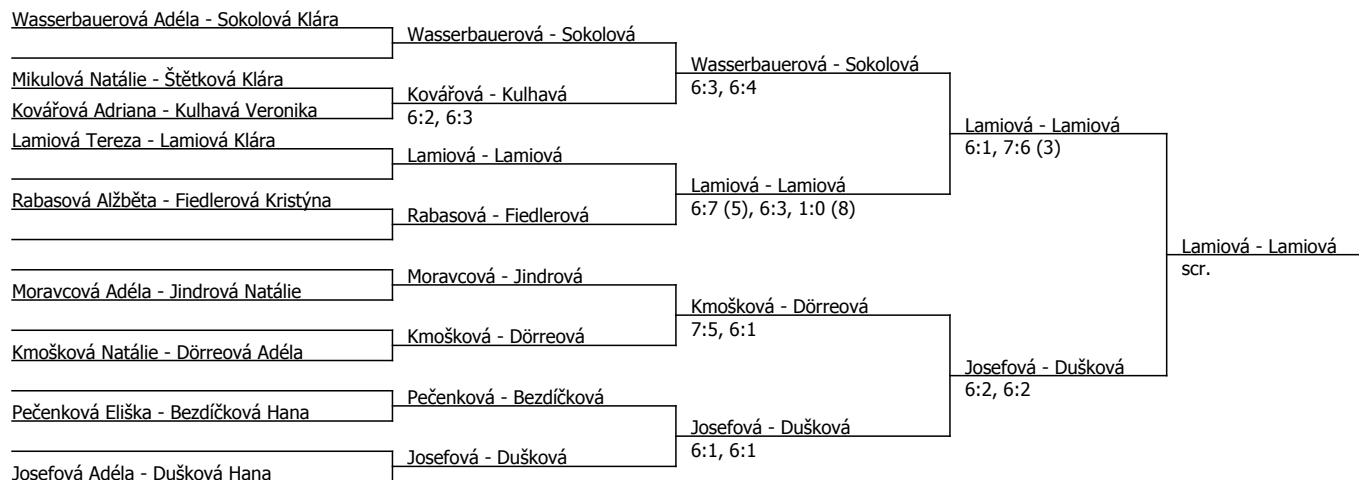 Wasserbauerová Adéla - Sokolová Klára
Mikulová Natálie - Štětková Klára
Kovářová Adriana - Kulhavá Veronika
Lamiová Tereza - Lamiová Klára
Rabasová Alžběta - Fiedlerová Kristýna
Moravcová Adéla - Jindrová Natálie
Kmošková Natálie - Dörreová Adéla
Pečenková Eliška - Bezdíčková Hana
Josefová Adéla - Dušková Hana
Wasserbauerová - Sokolová
Kovářová - Kulhavá
6:2, 6:3
Lamiová - Lamiová
Rabasová - Fiedlerová
Moravcová - Jindrová
Kmošková - Dörreová
Pečenková - Bezdíčková
Josefová - Dušková
Wasserbauerová - Sokolová
6:3, 6:4
Lamiová - Lamiová
6:7 (5), 6:3, 1:0 (8)
Kmošková - Dörreová
7:5, 6:1
Josefová - Dušková
6:1, 6:1
Lamiová - Lamiová
6:1, 7:6 (3)
Josefová - Dušková
6:2, 6:2
Lamiová - Lamiová
scr.